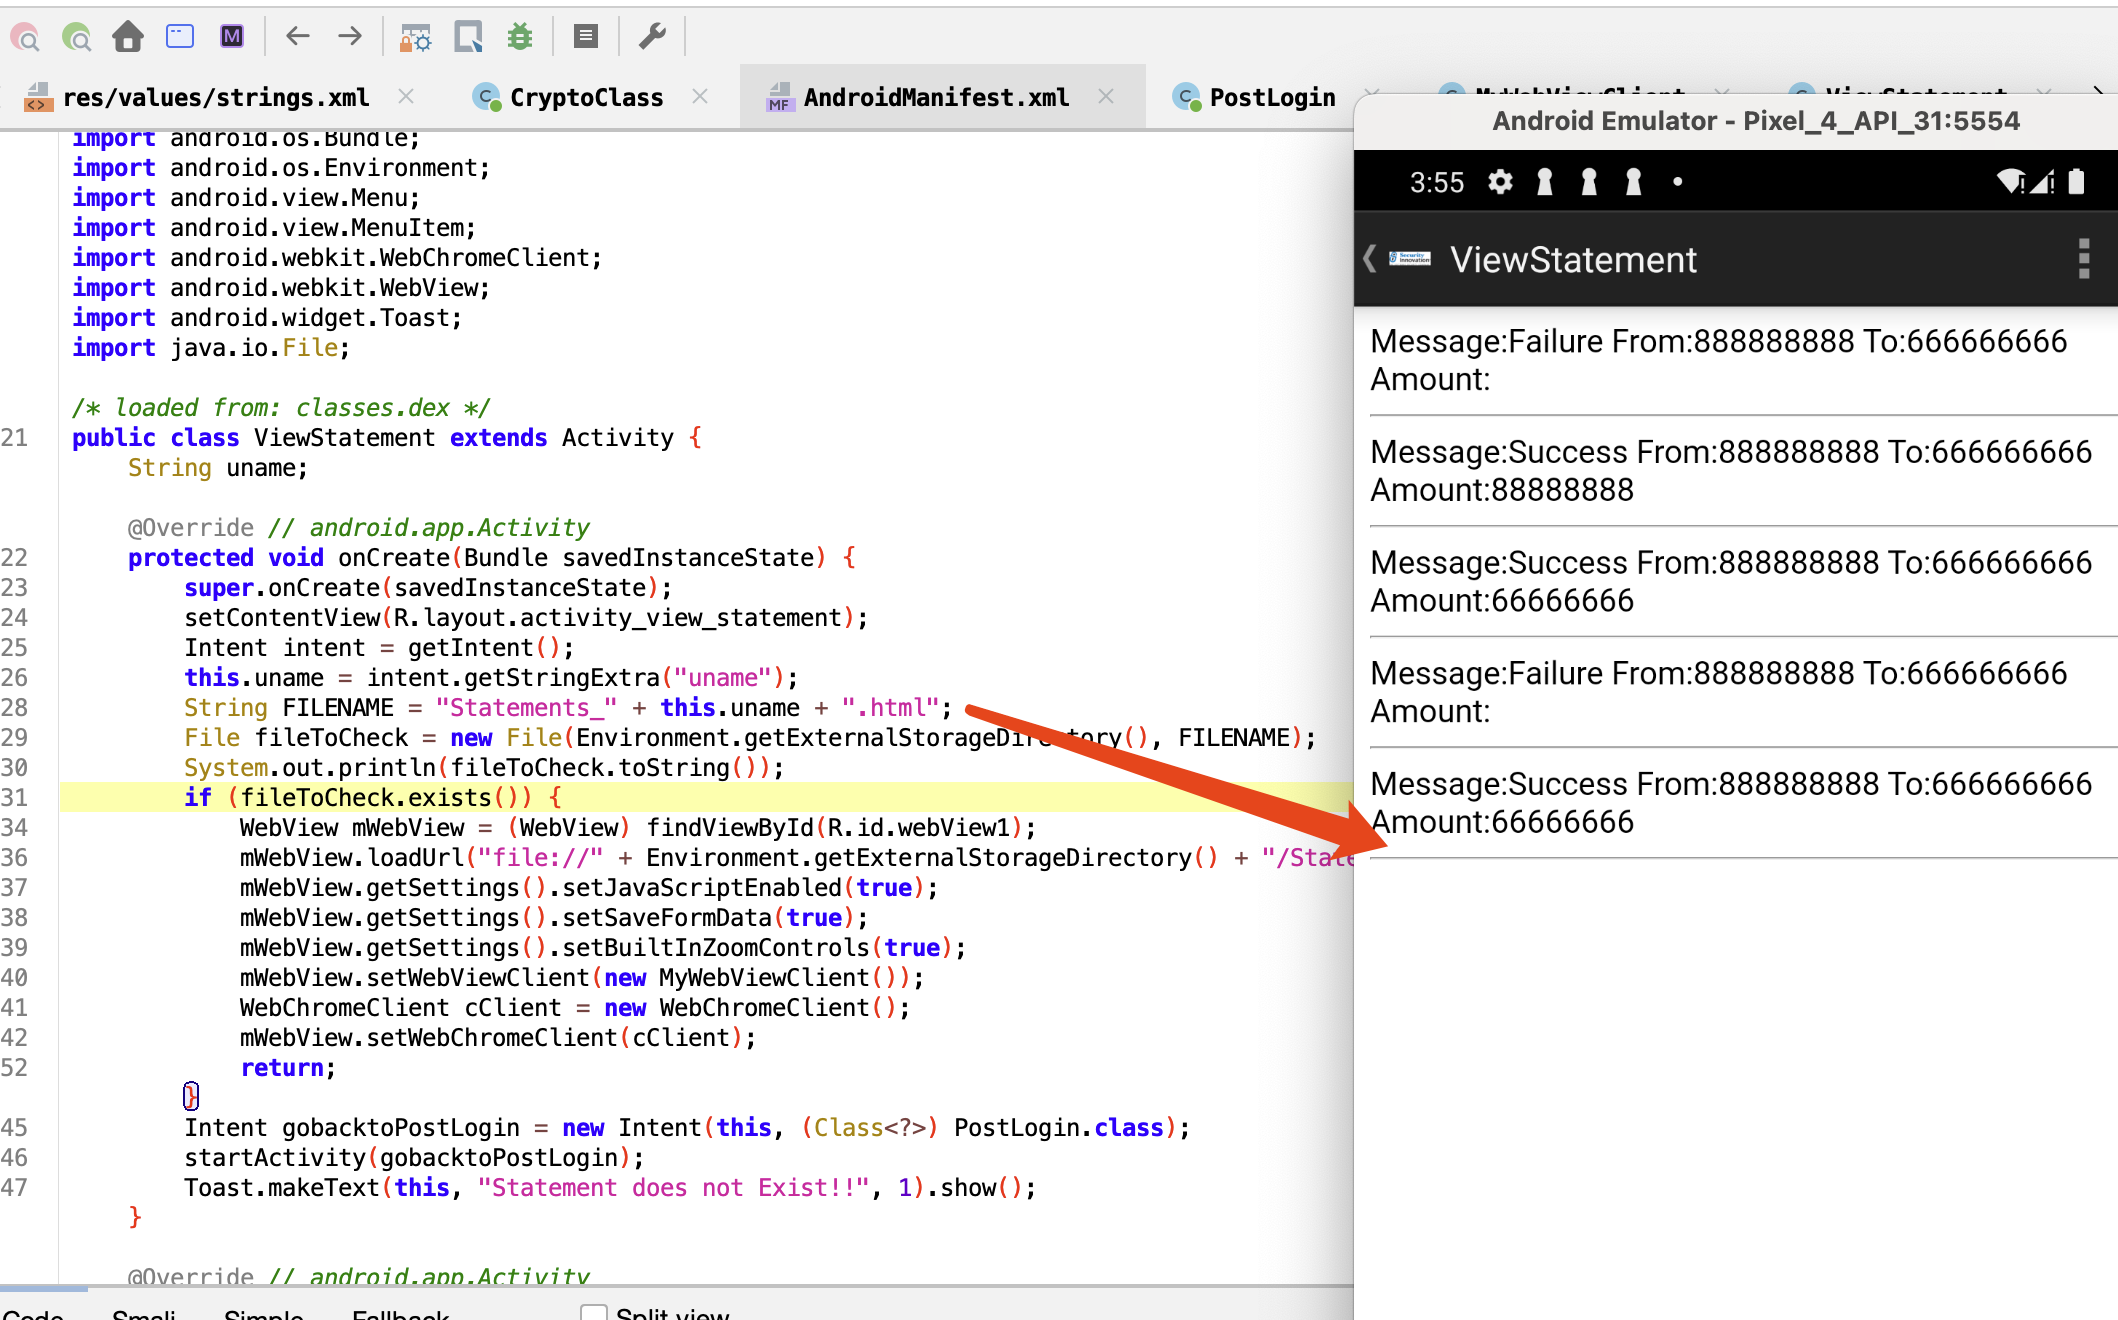 M
res/values/strings.xml
CryptoClass
MF AndroidManifest.xml
PostLogin
MyWebViewClient
ViewStatement
import android.os.Bundle;
import android.os.Environment;
import android.view.Menu;
import android.view.MenuItem;
import android.webkit.WebChromeClient;
import android.webkit.WebView;
import android.widget.Toast;
import java.io.File;
/* loaded from: classes.dex */
21 public class ViewStatement extends Activity {
String uname;
@Override // android.app.Activity
22 protected void onCreate(Bundle savedInstanceState) {
23 super.onCreate(savedInstanceState);
24 setContentView(R.layout.activity_view_statement);
25 Intent intent = getIntent();
26 this.uname = intent.getStringExtra("uname");
28 String FILENAME = "Statements_" + this.uname + ".html";
29 File fileToCheck = new File(Environment.getExternalStorageDirectory(), FILENAME);
30 System.out.println(fileToCheck.toString());
31 if (fileToCheck.exists()) {
34 WebView mWebView = (WebView) findViewById(R.id.webView1);
36 mWebView.loadUrl("file://" + Environment.getExternalStorageDirectory() + "/State
37 mWebView.getSettings().setJavaScriptEnabled(true);
38 mWebView.getSettings().setSaveFormData(true);
39 mWebView.getSettings().setBuiltInZoomControls(true);
40 mWebView.setWebViewClient(new MyWebViewClient());
41 WebChromeClient cClient = new WebChromeClient();
42 mWebView.setWebChromeClient(cClient);
52 return;
}
45 Intent gobacktoPostLogin = new Intent(this, (Class<?>) PostLogin.class);
46 startActivity(gobacktoPostLogin);
47 Toast.makeText(this, "Statement does not Exist!!", 1).show();
}
@Override // android.app.Activity
Code Smali Simple Fallback Split view
Android Emulator - Pixel_4_API_31:5554
3:55
Security Innovation
ViewStatement
Message:Failure From:888888888 To:666666666
Amount:
Message:Success From:888888888 To:666666666
Amount:88888888
Message:Success From:888888888 To:666666666
Amount:66666666
Message:Failure From:888888888 To:666666666
Amount:
Message:Success From:888888888 To:666666666
Amount:66666666